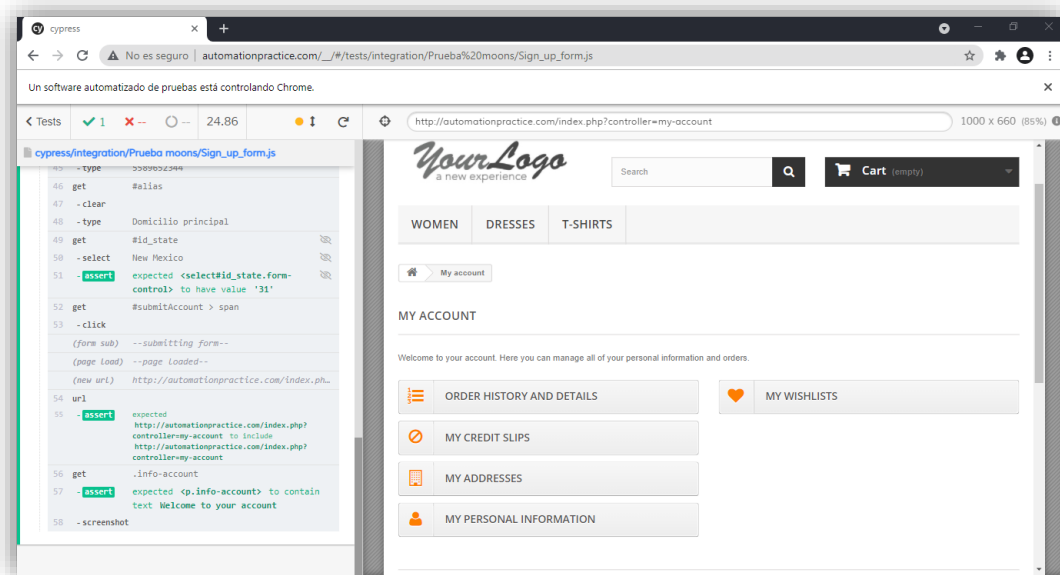 cypress
No es seguro | automationpractice.com/__/#/tests/integration/Prueba%20moons/Sign_up_form.js
Un software automatizado de pruebas está controlando Chrome.
< Tests 1 -- -- 24.86
http://automationpractice.com/index.php?controller=my-account
1000 x 660 (85%)
cypress/integration/Prueba moons/Sign_up_form.js
45 - type 5589652344
46 get #alias
47 - clear
48 - type Domicilio principal
49 get #id_state
50 - select New Mexico
51 - assert expected <select#id_state.form-
control> to have value '31'
52 get #submitAccount > span
53 - click
(form sub) --submitting form--
(page load) --page loaded--
(new url) http://automationpractice.com/index.ph…
54 url
55 - assert expected
http://automationpractice.com/index.php?
controller=my-account to include
http://automationpractice.com/index.php?
controller=my-account
56 get .info-account
57 - assert expected <p.info-account> to contain
text Welcome to your account
58 - screenshot
YourLogo
a new experience
Search
Cart (empty)
WOMEN DRESSES T-SHIRTS
My account
MY ACCOUNT
Welcome to your account. Here you can manage all of your personal information and orders.
ORDER HISTORY AND DETAILS
MY WISHLISTS
MY CREDIT SLIPS
MY ADDRESSES
MY PERSONAL INFORMATION